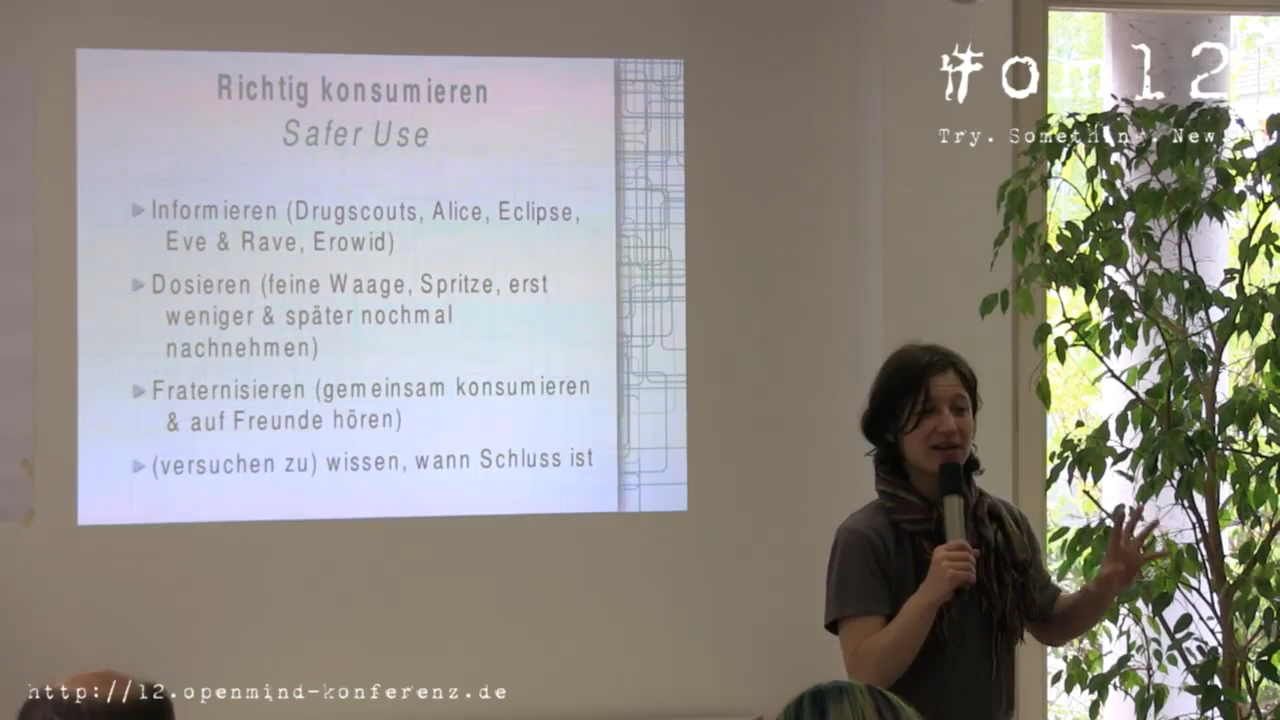 Richtig konsumieren
Safer Use
Informieren (Drugscouts, Alice, Eclipse,
Eve & Rave, Erowid)
Dosieren (feine Waage, Spritze, erst
weniger & später nochmal
nachnehmen)
Fraternisieren (gemeinsam konsumieren
& auf Freunde hören)
(versuchen zu) wissen, wann Schluss ist
#om12
Try. Something. New.
http://12.openmind-konferenz.de